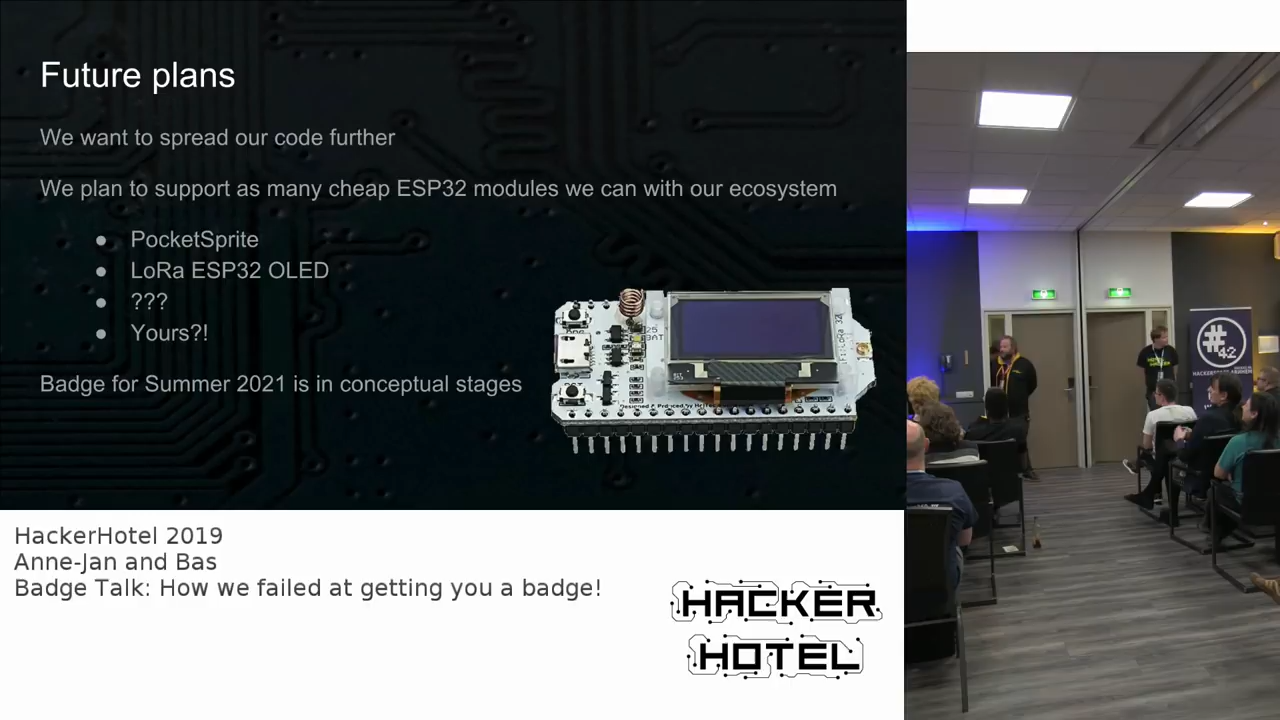 Future plans
We want to spread our code further
We plan to support as many cheap ESP32 modules we can with our ecosystem
● PocketSprite
● LoRa ESP32 OLED
● ???
● Yours?!
Badge for Summer 2021 is in conceptual stages
HackerHotel 2019
Anne-Jan and Bas
Badge Talk: How we failed at getting you a badge!
HACKER
HOTEL
#42